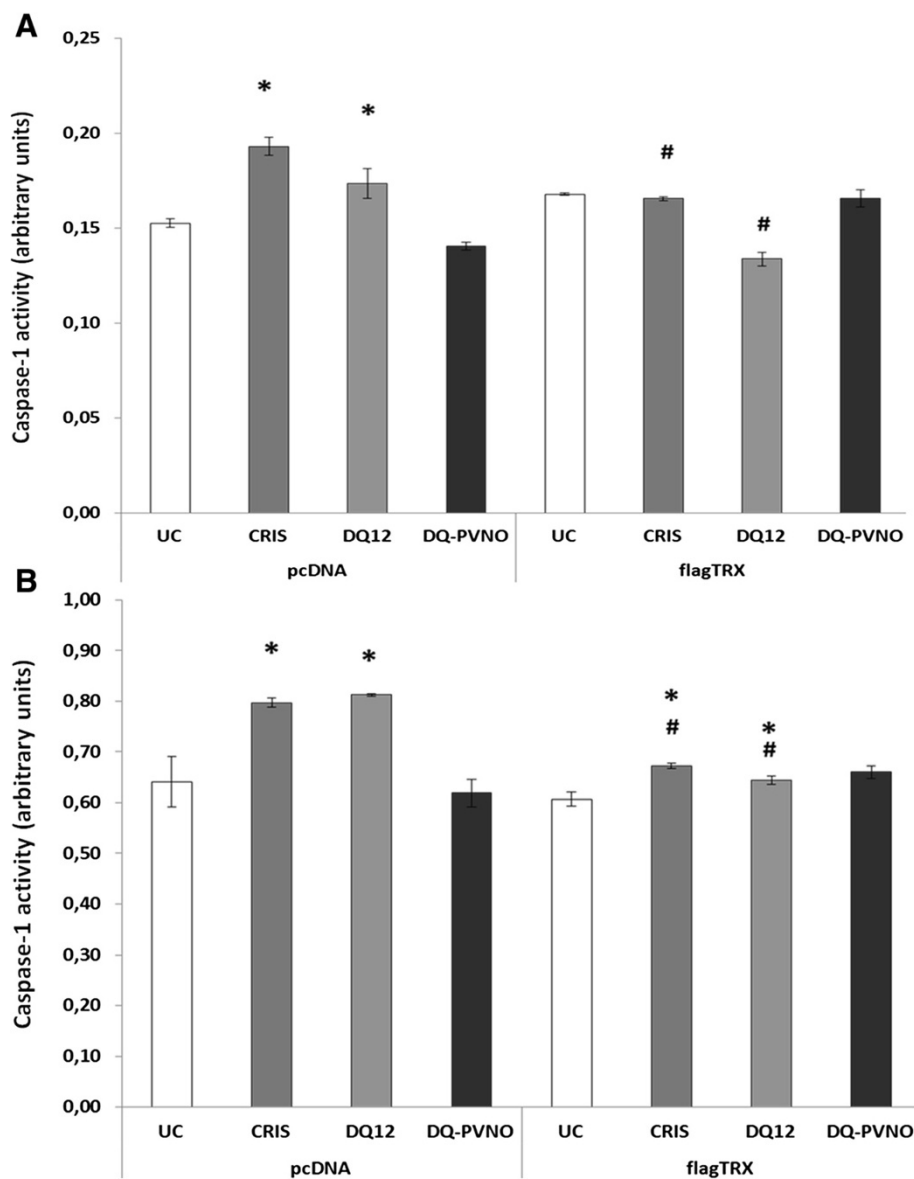 A
Caspase-1 activity (arbitrary units)
0,25
0,20
0,15
0,10
0,05
0,00
* * # #
UC CRIS DQ12 DQ-PVNO UC CRIS DQ12 DQ-PVNO
pcDNA flagTRX
B
Caspase-1 activity (arbitrary units)
1,00
0,90
0,80
0,70
0,60
0,50
0,40
0,30
0,20
0,10
0,00
* * * *
# #
UC CRIS DQ12 DQ-PVNO UC CRIS DQ12 DQ-PVNO
pcDNA flagTRX